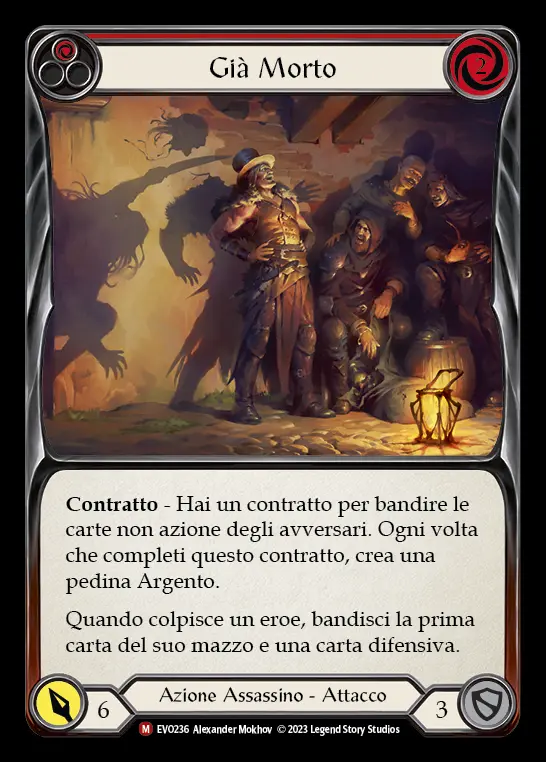 Già Morto
2
Contratto - Hai un contratto per bandire le
carte non azione degli avversari. Ogni volta
che completi questo contratto, crea una
pedina Argento.
Quando colpisce un eroe, bandisci la prima
carta del suo mazzo e una carta difensiva.
6
Azione Assassino - Attacco
3
M EVO236 Alexander Mokhov © 2023 Legend Story Studios